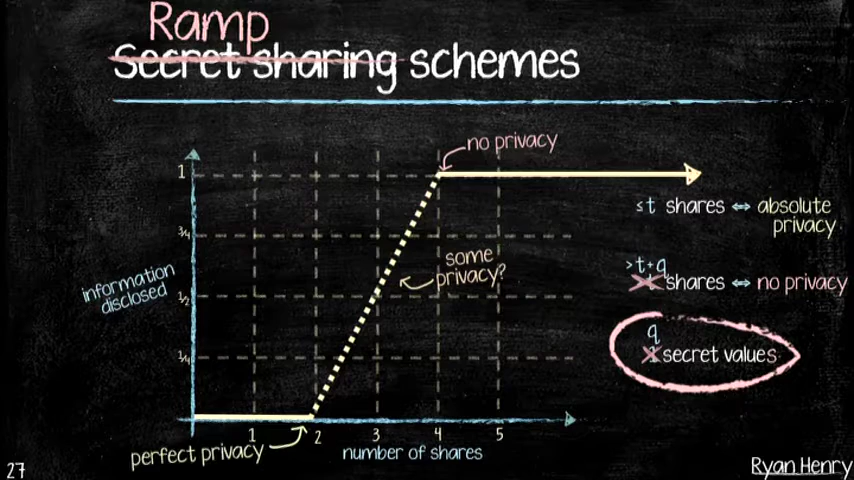 Ramp
Secret sharing schemes
no privacy
1
≤t shares ⇔ absolute
privacy
3/4
some
privacy?
>t+q
shares ⇔ no privacy
information
disclosed
1/2
q
secret values
1/4
1 2 3 4 5
perfect privacy
number of shares
27
Ryan Henry